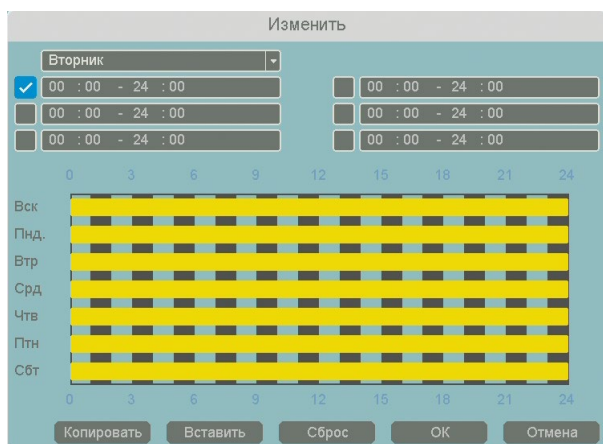 Изменить
Вторник
00 : 00 - 24 : 00 00 : 00 - 24 : 00
00 : 00 - 24 : 00 00 : 00 - 24 : 00
00 : 00 - 24 : 00 00 : 00 - 24 : 00
0 3 6 9 12 15 18 21 24
Вск
Пнд.
Втр
Срд
Чтв
Птн
Сбт
0 3 6 9 12 15 18 21 24
Копировать Вставить Сброс OK Отмена